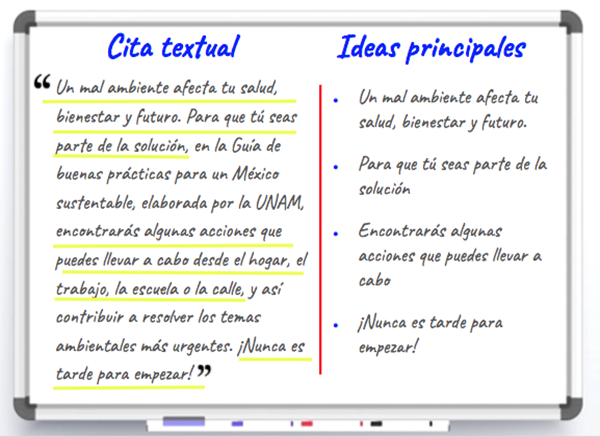 Cita textual
“ Un mal ambiente afecta tu salud,
bienestar y futuro. Para que tú seas
parte de la solución, en la Guía de
buenas prácticas para un México
sustentable, elaborada por la UNAM,
encontrarás algunas acciones que
puedes llevar a cabo desde el hogar, el
trabajo, la escuela o la calle, y así
contribuir a resolver los temas
ambientales más urgentes. ¡Nunca es
tarde para empezar! ”
Ideas principales
• Un mal ambiente afecta tu
salud, bienestar y futuro.
• Para que tú seas parte de la
solución
• Encontrarás algunas
acciones que puedes llevar a
cabo
• ¡Nunca es tarde para
empezar!